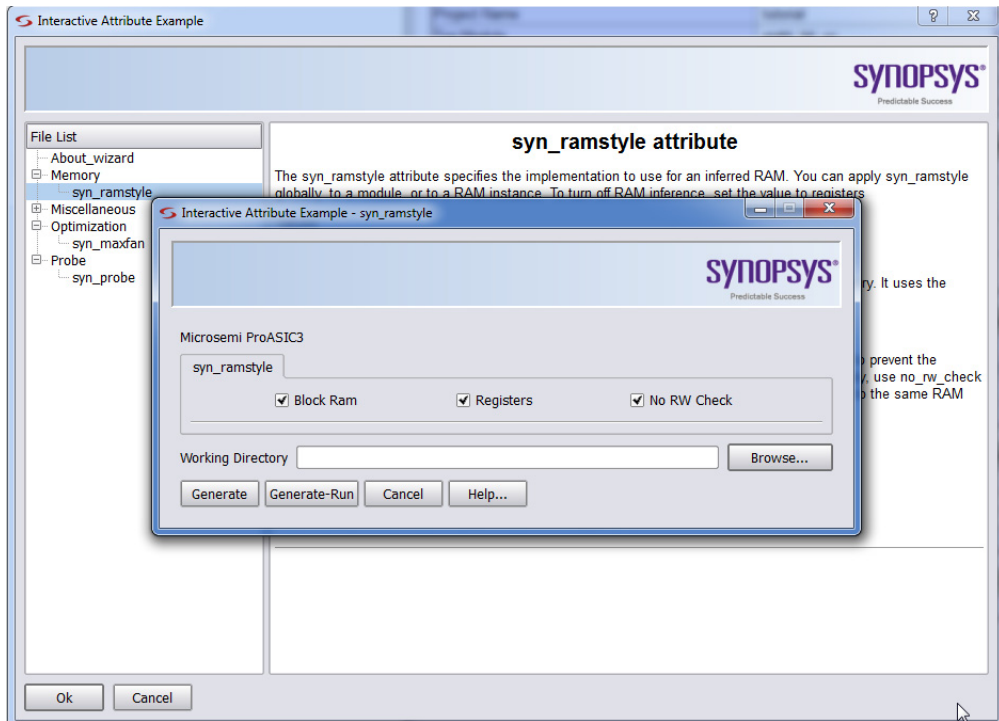 Interactive Attribute Example
Project Name
SYNOPSYS®
Predictable Success
File List
About_wizard
Memory
syn_ramstyle
Miscellaneous
Optimization
syn_maxfan
Probe
syn_probe
syn_ramstyle attribute
The syn_ramstyle attribute specifies the implementation to use for an inferred RAM. You can apply syn_ramstyle
globally, to a module, or to a RAM instance. To turn off RAM inference, set the value to registers
ry. It uses the
prevent the
, use no_rw_check
the same RAM
Interactive Attribute Example - syn_ramstyle
SYNOPSYS®
Predictable Success
Microsemi ProASIC3
syn_ramstyle
Block Ram Registers No RW Check
Working Directory Browse...
Generate Generate-Run Cancel Help...
Ok Cancel